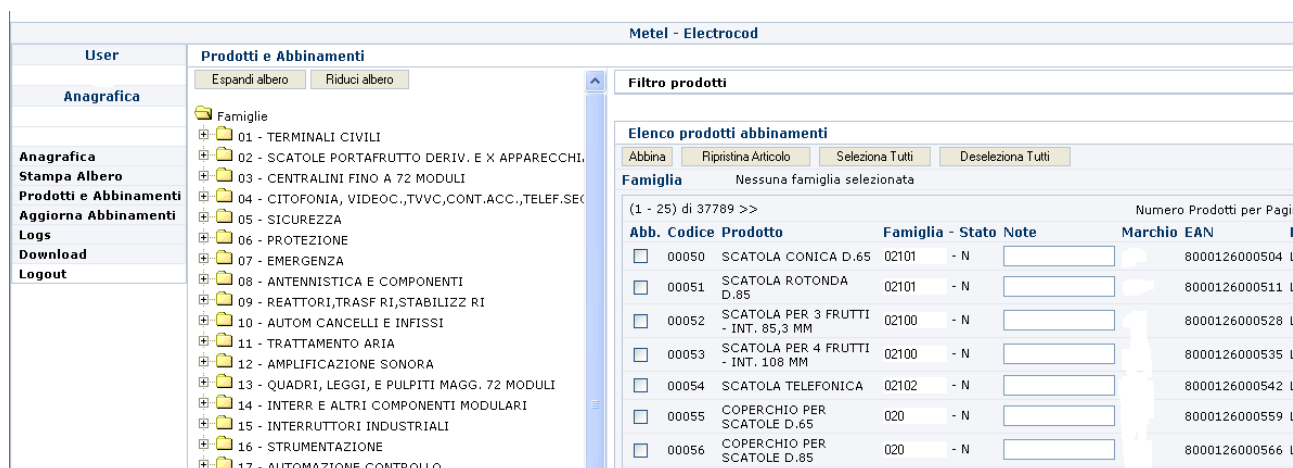 Metel - Electrocod
User
Anagrafica
Anagrafica
Stampa Albero
Prodotti e Abbinamenti
Aggiorna Abbinamenti
Logs
Download
Logout
Prodotti e Abbinamenti
Espandi albero Riduci albero
Famiglie
01 - TERMINALI CIVILI
02 - SCATOLE PORTAFRUTTO DERIV. E X APPARECCHI.
03 - CENTRALINI FINO A 72 MODULI
04 - CITOFONIA, VIDEOC.,TVVC,CONT.ACC.,TELEF.SE
05 - SICUREZZA
06 - PROTEZIONE
07 - EMERGENZA
08 - ANTENNISTICA E COMPONENTI
09 - REATTORI,TRASF RI,STABILIZZ RI
10 - AUTOM CANCELLI E INFISSI
11 - TRATTAMENTO ARIA
12 - AMPLIFICAZIONE SONORA
13 - QUADRI, LEGGI, E PULPITI MAGG. 72 MODULI
14 - INTERR E ALTRI COMPONENTI MODULARI
15 - INTERRUTTORI INDUSTRIALI
16 - STRUMENTAZIONE
17 - AUTOMAZIONE CONTROLLO
Filtro prodotti
Elenco prodotti abbinamenti
Abbina Ripristina Articolo Seleziona Tutti Deseleziona Tutti
Famiglia Nessuna famiglia selezionata
(1 - 25) di 37789 >> Numero Prodotti per Pagi
Abb. Codice Prodotto Famiglia - Stato Note Marchio EAN
00050 SCATOLA CONICA D.65 02101 - N 8000126000504 L
00051 SCATOLA ROTONDA D.85 02101 - N 8000126000511 L
00052 SCATOLA PER 3 FRUTTI - INT. 85,3 MM 02100 - N 8000126000528 L
00053 SCATOLA PER 4 FRUTTI - INT. 108 MM 02100 - N 8000126000535 L
00054 SCATOLA TELEFONICA 02102 - N 8000126000542 L
00055 COPERCHIO PER SCATOLE D.65 020 - N 8000126000559 L
00056 COPERCHIO PER SCATOLE D.85 020 - N 8000126000566 L